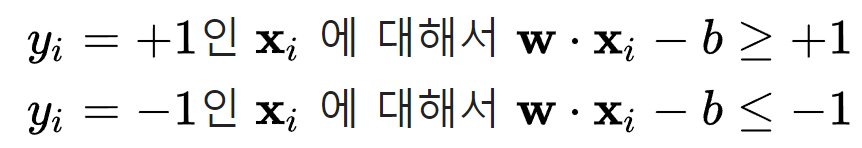 yᵢ = +1인 𝐱ᵢ 에 대해서 𝐰 · 𝐱ᵢ − b ≥ +1
yᵢ = −1인 𝐱ᵢ 에 대해서 𝐰 · 𝐱ᵢ − b ≤ −1